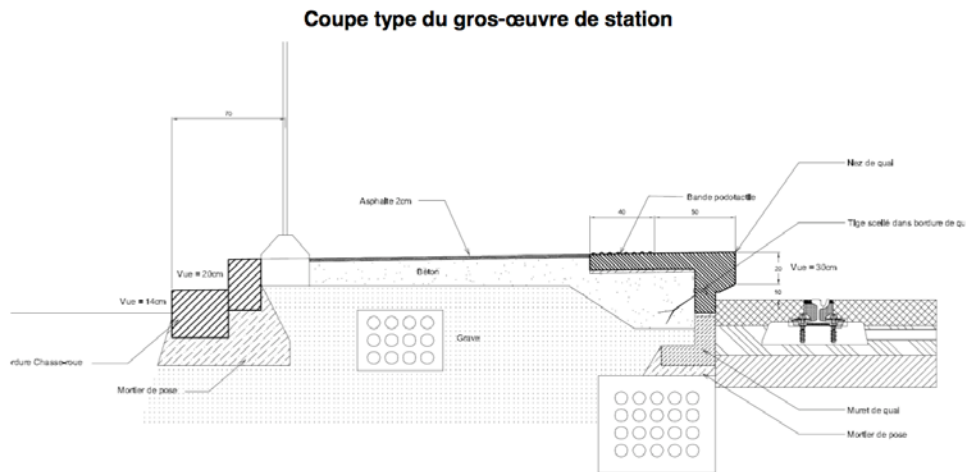 Coupe type du gros-œuvre de station
70
Nez de quai
Bande podotactile
Asphalte 2cm
40
50
Tige scellé dans bordure de qu
Vue = 20cm
Béton
20
Vue = 30cm
10
Vue = 14cm
Grave
ordure Chasse-roue
Mortier de pose
Muret de quai
Mortier de pose